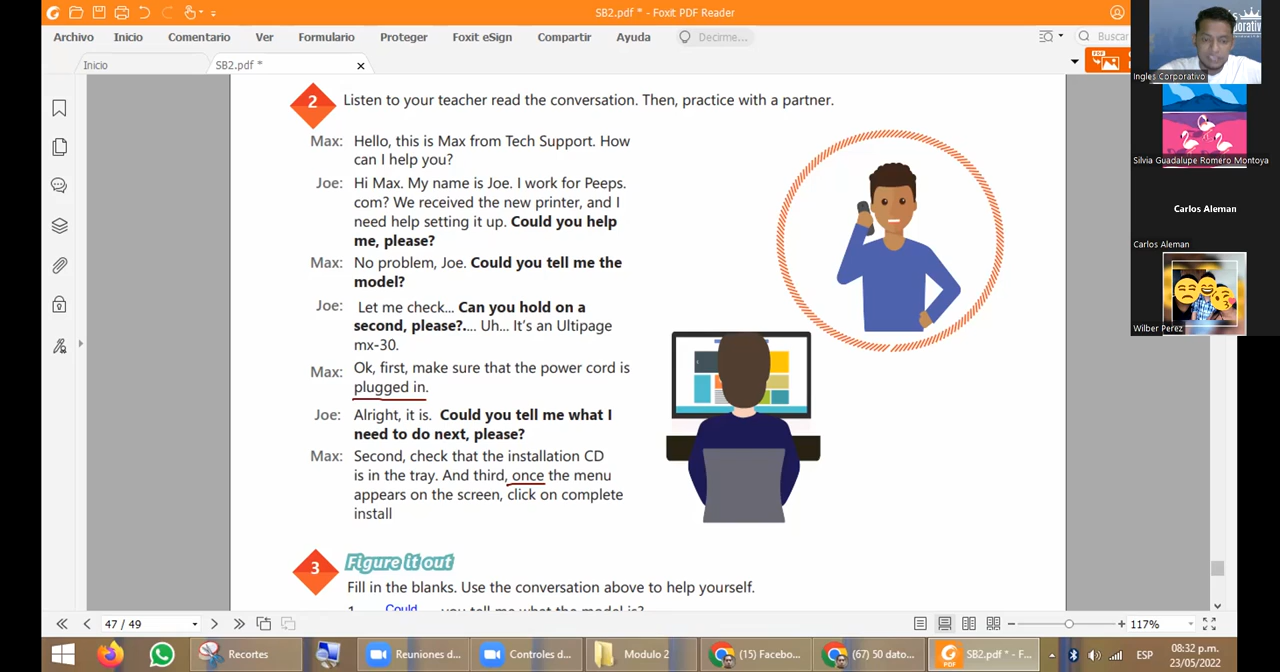 SB2.pdf * - Foxit PDF Reader
Archivo Inicio Comentario Ver Formulario Proteger Foxit eSign Compartir Ayuda Decirme... Buscar
Inicio SB2.pdf *
2 Listen to your teacher read the conversation. Then, practice with a partner.
Max: Hello, this is Max from Tech Support. How
can I help you?
Joe: Hi Max. My name is Joe. I work for Peeps.
com? We received the new printer, and I
need help setting it up. Could you help
me, please?
Max: No problem, Joe. Could you tell me the
model?
Joe: Let me check... Can you hold on a
second, please?.... Uh... It's an Ultipage
mx-30.
Max: Ok, first, make sure that the power cord is
plugged in.
Joe: Alright, it is. Could you tell me what I
need to do next, please?
Max: Second, check that the installation CD
is in the tray. And third, once the menu
appears on the screen, click on complete
install
3 Figure it out
Fill in the blanks. Use the conversation above to help yourself.
1. Could you tell me what the model is?
Ingles Corporativo
Silvia Guadalupe Romero Montoya
Carlos Aleman
Carlos Aleman
Wilber Perez
47 / 49 117%
Recortes Reuniones d... Controles d... Modulo 2 (15) Facebo... (67) 50 dato... SB2.pdf * - F... ESP 08:32 p.m.
23/05/2022